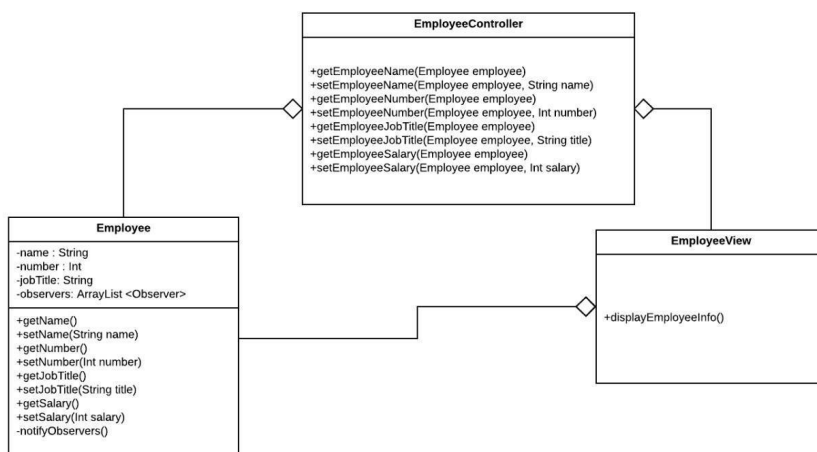 EmployeeController
+getEmployeeName(Employee employee)
+setEmployeeName(Employee employee, String name)
+getEmployeeNumber(Employee employee)
+setEmployeeNumber(Employee employee, Int number)
+getEmployeeJobTitle(Employee employee)
+setEmployeeJobTitle(Employee employee, String title)
+getEmployeeSalary(Employee employee)
+setEmployeeSalary(Employee employee, Int salary)
Employee
-name : String
-number : Int
-jobTitle: String
-observers: ArrayList <Observer>
+getName()
+setName(String name)
+getNumber()
+setNumber(Int number)
+getJobTitle()
+setJobTitle(String title)
+getSalary()
+setSalary(Int salary)
-notifyObservers()
EmployeeView
+displayEmployeeInfo()